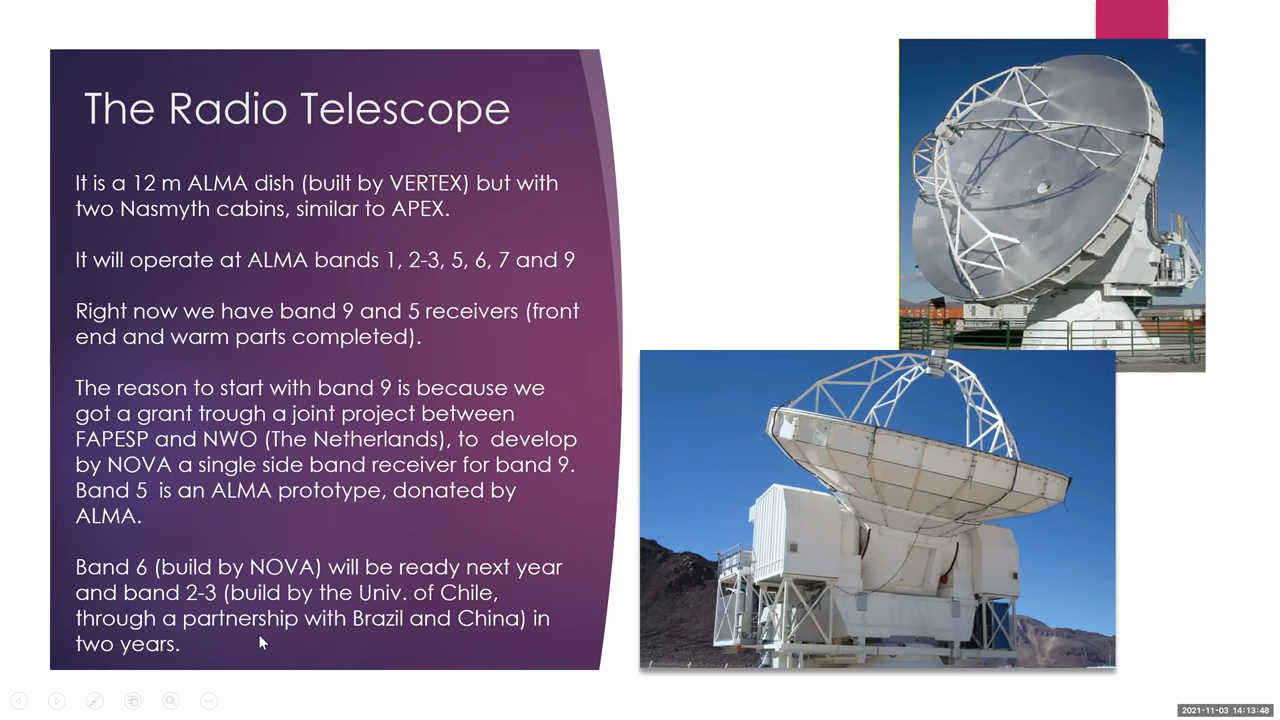 The Radio Telescope
It is a 12 m ALMA dish (built by VERTEX) but with
two Nasmyth cabins, similar to APEX.
It will operate at ALMA bands 1, 2-3, 5, 6, 7 and 9
Right now we have band 9 and 5 receivers (front
end and warm parts completed).
The reason to start with band 9 is because we
got a grant trough a joint project between
FAPESP and NWO (The Netherlands), to  develop
by NOVA a single side band receiver for band 9.
Band 5  is an ALMA prototype, donated by
ALMA.
Band 6 (build by NOVA) will be ready next year
and band 2-3 (build by the Univ. of Chile,
through a partnership with Brazil and China) in
two years.
2021-11-03 14:13:48